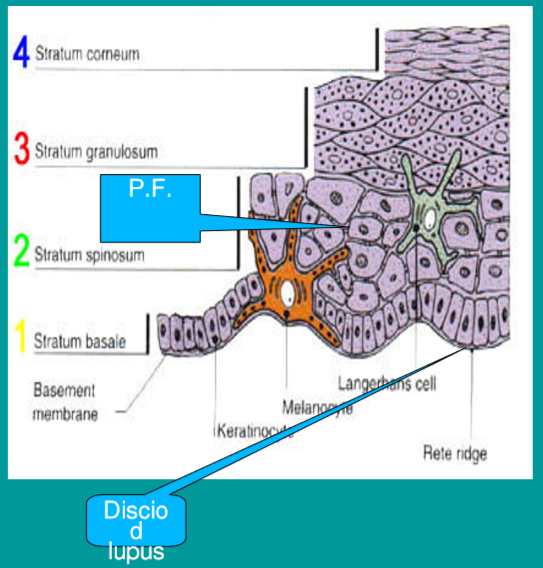 4 Stratum corneum
3 Stratum granulosum
P.F.
2 Stratum spinosum
1 Stratum basale
Basement
membrane
Langerhans cell
Melanocyte
Keratinocyte
Rete ridge
Discio
d
lupus